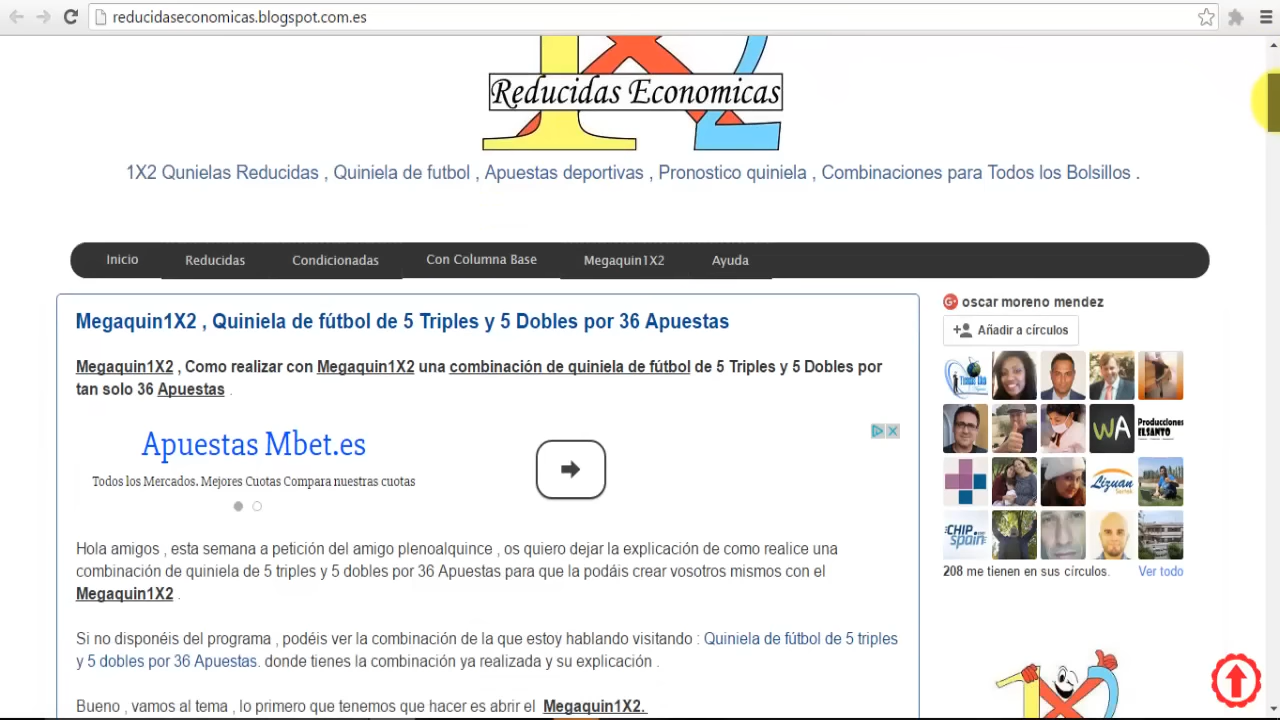 reducidaseconomicas.blogspot.com.es
1X2
Reducidas Economicas
1X2 Qunielas Reducidas , Quiniela de futbol , Apuestas deportivas , Pronostico quiniela , Combinaciones para Todos los Bolsillos .
Inicio Reducidas Condicionadas Con Columna Base Megaquin1X2 Ayuda
Megaquin1X2 , Quiniela de fútbol de 5 Triples y 5 Dobles por 36 Apuestas
Megaquin1X2 , Como realizar con Megaquin1X2 una combinación de quiniela de fútbol de 5 Triples y 5 Dobles por
tan solo 36 Apuestas .
Apuestas Mbet.es
Todos los Mercados. Mejores Cuotas Compara nuestras cuotas
Hola amigos , esta semana a petición del amigo plenoalquince , os quiero dejar la explicación de como realice una
combinación de quiniela de 5 triples y 5 dobles por 36 Apuestas para que la podáis crear vosotros mismos con el
Megaquin1X2 .
Si no disponéis del programa , podéis ver la combinación de la que estoy hablando visitando : Quiniela de fútbol de 5 triples
y 5 dobles por 36 Apuestas. donde tienes la combinación ya realizada y su explicación .
Bueno , vamos al tema , lo primero que tenemos que hacer es abrir el Megaquin1X2.
G+ oscar moreno mendez
Añadir a círculos
WA
Producciones
ELSANTO
Lizuan
CHIP
spain
208 me tienen en sus círculos. Ver todo
1X2